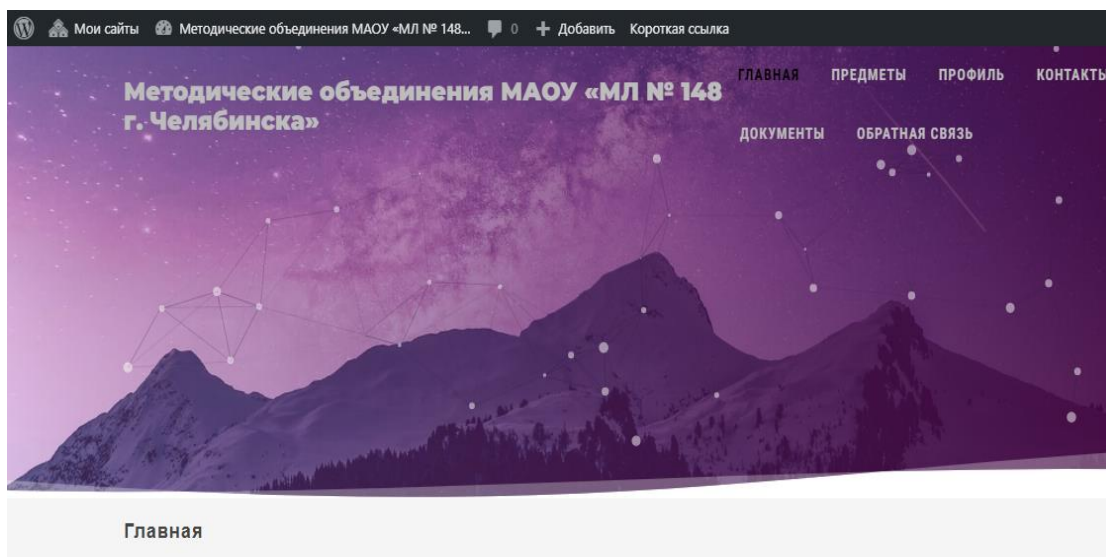 Мои сайты Методические объединения МАОУ «МЛ № 148... 0 Добавить Короткая ссылка
Методические объединения МАОУ «МЛ № 148
г. Челябинска»
ГЛАВНАЯ ПРЕДМЕТЫ ПРОФИЛЬ КОНТАКТЫ
ДОКУМЕНТЫ ОБРАТНАЯ СВЯЗЬ
Главная